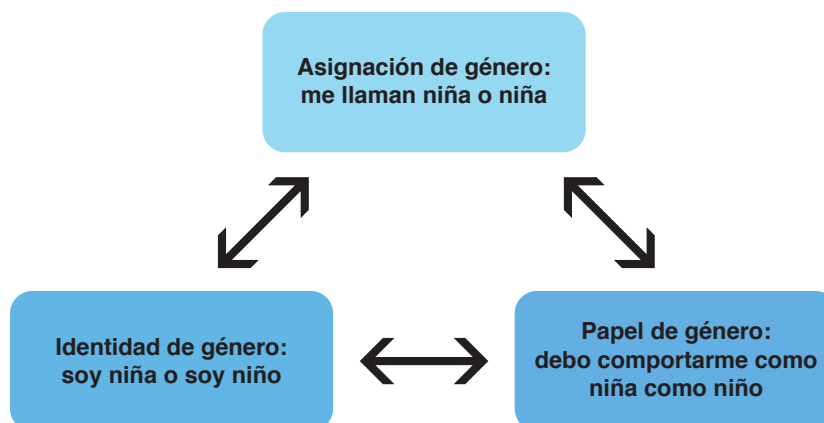 Asignación de género:
me llaman niña o niña
Identidad de género:
soy niña o soy niño
Papel de género:
debo comportarme como
niña como niño